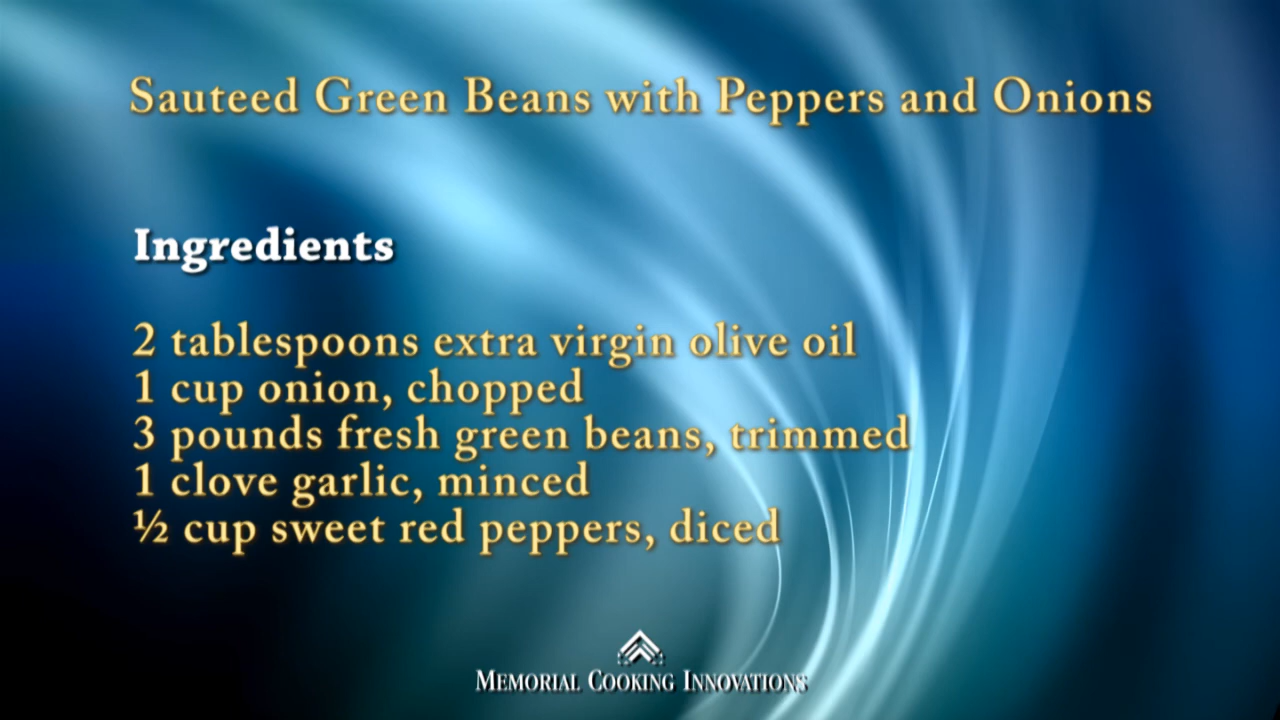 Sauteed Green Beans with Peppers and Onions
Ingredients
2 tablespoons extra virgin olive oil
1 cup onion, chopped
3 pounds fresh green beans, trimmed
1 clove garlic, minced
½ cup sweet red peppers, diced
MEMORIAL COOKING INNOVATIONS